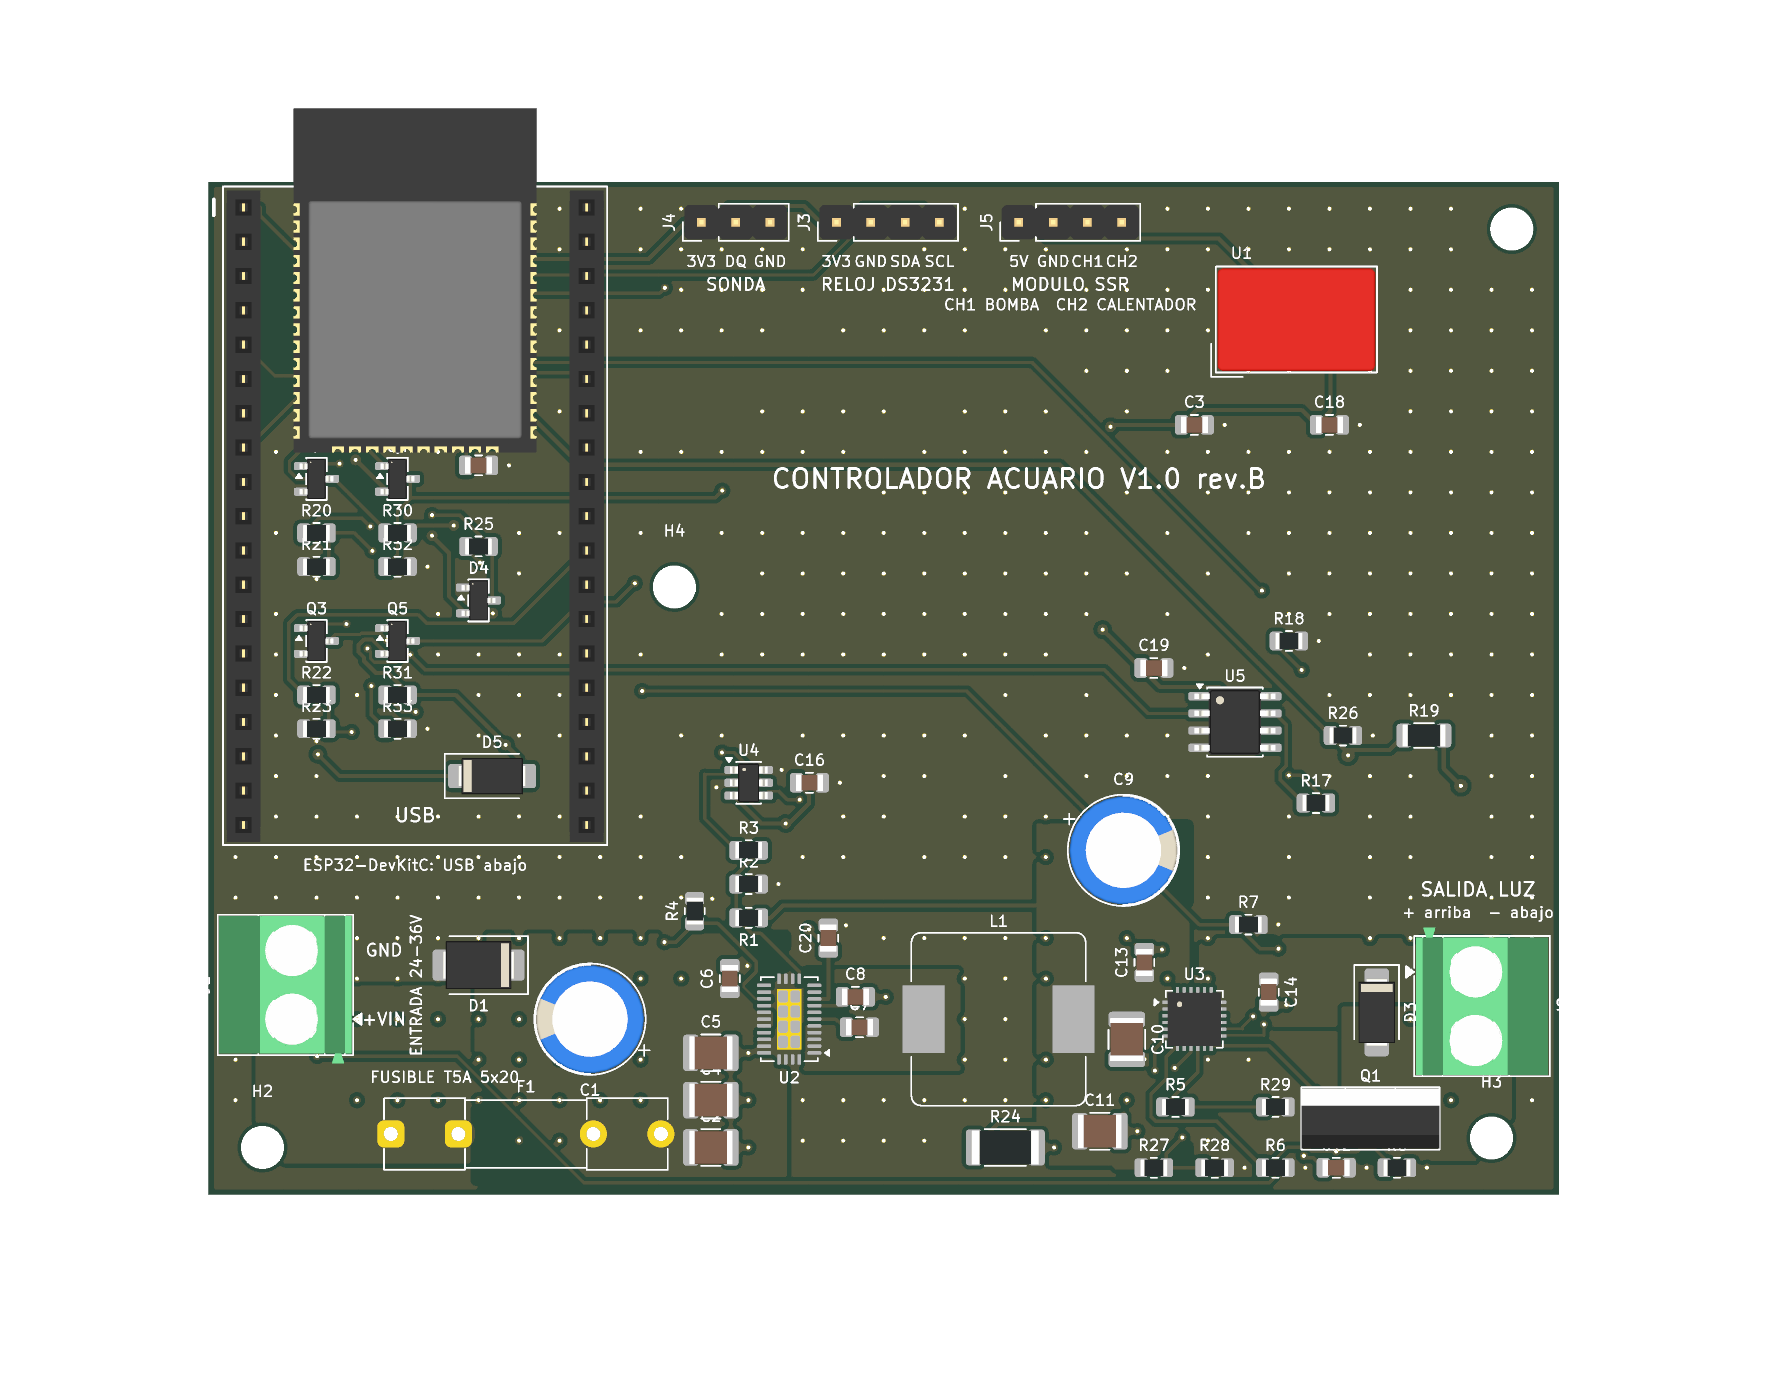 J4
J3
J5
3V3 DQ GND
3V3 GND SDA SCL
5V GND CH1 CH2
U1
SONDA
RELOJ DS3231
MODULO SSR
CH1 BOMBA CH2 CALENTADOR
C3
C18
CONTROLADOR ACUARIO V1.0 rev.B
R20
R30
R25
H4
R21
R32
D4
Q3
Q5
R18
C19
R22
R31
U5
R23
R33
R26
R19
D5
U4
C16
C9
+
R17
USB
R3
ESP32-DevKitC: USB abajo
R2
SALIDA LUZ
R4
R7
+ arriba - abajo
R1
L1
GND
ENTRADA 24-36V
C20
C13
C6
C8
U3
C14
D1
+VIN
D3
C5
C10
+
U2
FUSIBLE T5A 5x20
F1
C1
H2
Q1
H3
R5
R29
C11
R24
R27
R28
R6